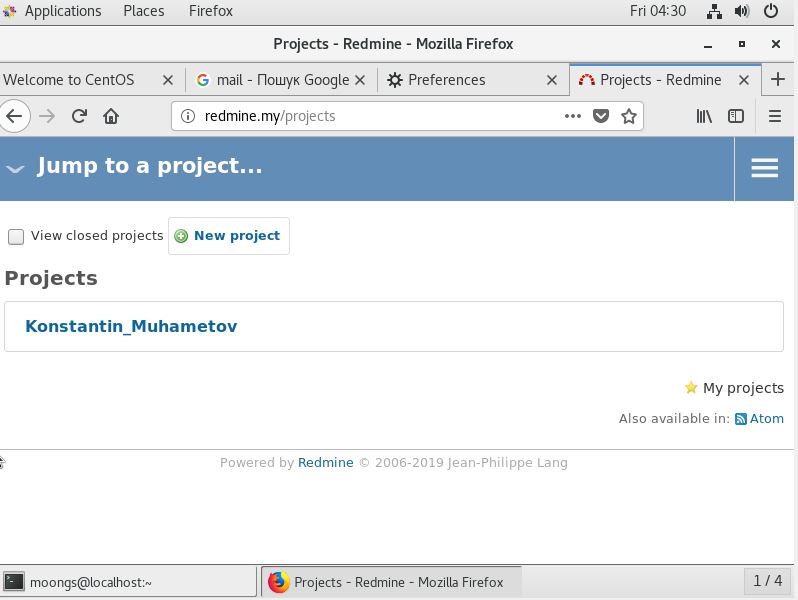 Applications Places Firefox Fri 04:30
Projects - Redmine - Mozilla Firefox
Welcome to CentOS mail - Пошук Google Preferences Projects - Redmine
redmine.my/projects
Jump to a project...
View closed projects New project
Projects
Konstantin_Muhametov
My projects
Also available in: Atom
Powered by Redmine © 2006-2019 Jean-Philippe Lang
moongs@localhost:~ Projects - Redmine - Mozilla Firefox 1 / 4